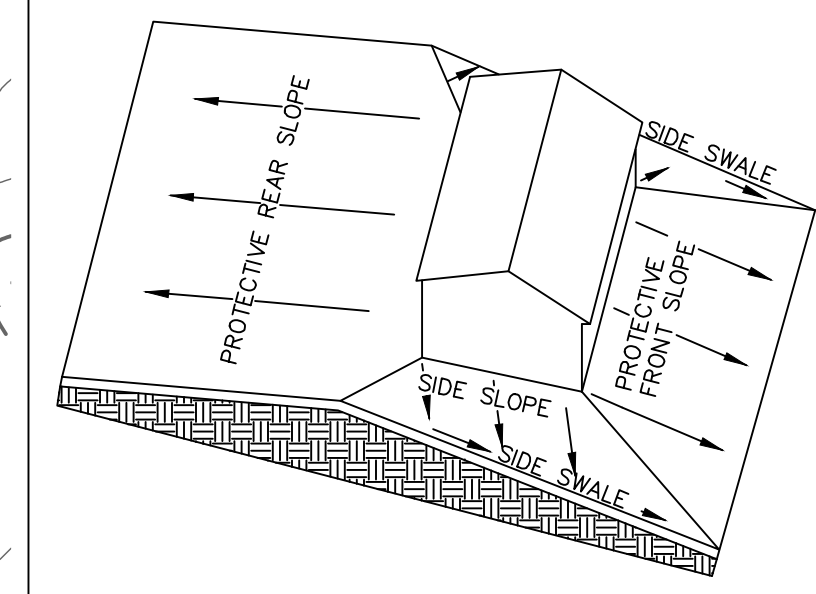 PROTECTIVE REAR SLOPE
SIDE SWALE
PROTECTIVE
FRONT SLOPE
SIDE SLOPE
SIDE SWALE